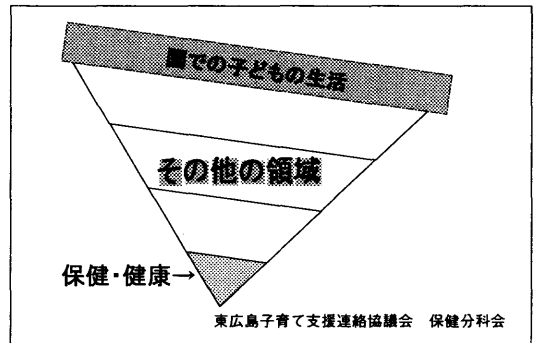 園での子どもの生活
その他の領域
保健・健康→
東広島子育て支援連絡協議会 保健分科会